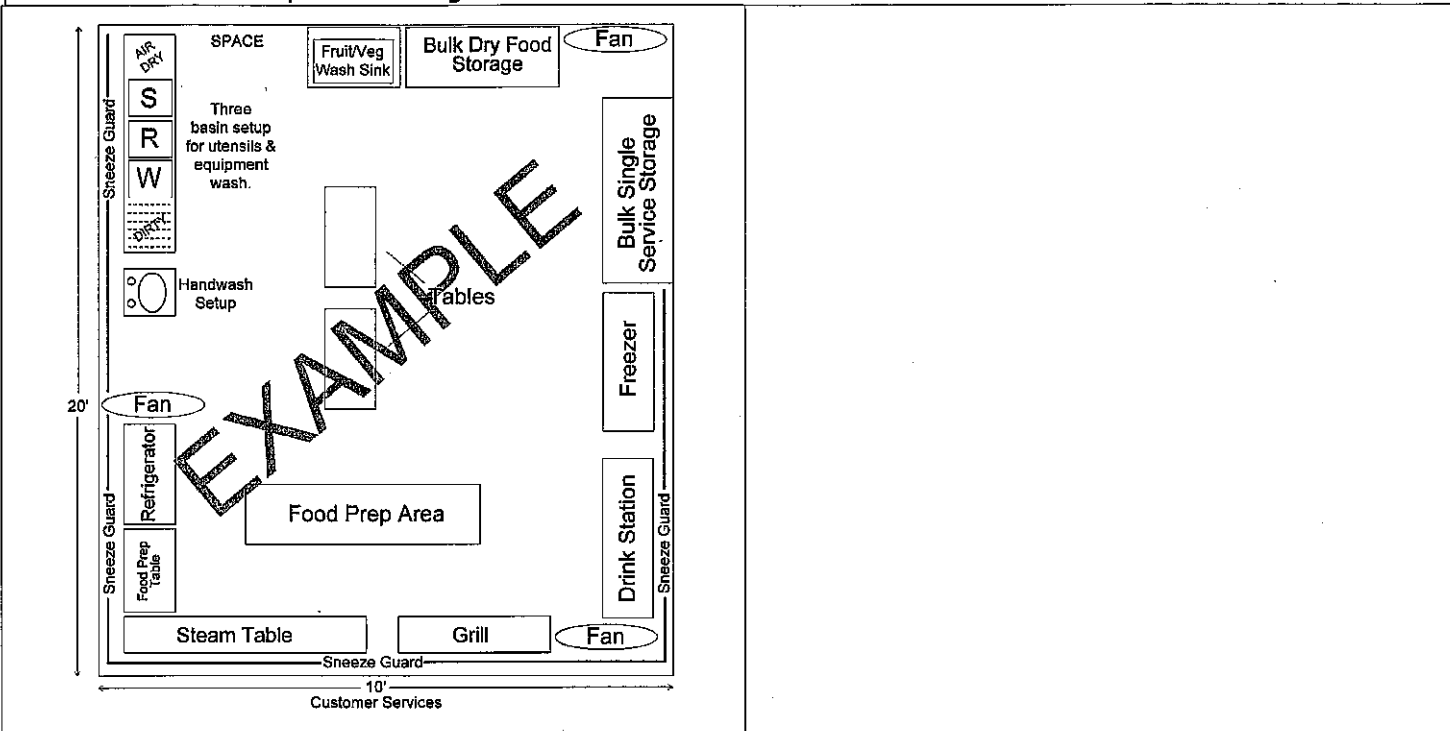 AIR
DRY
SPACE
Fruit/Veg
Wash Sink
Bulk Dry Food
Storage
Fan
S
R
W
DIRTY
Three
basin setup
for utensils &
equipment
wash.
Sneeze Guard
Bulk Single
Service Storage
Handwash
Setup
Tables
EXAMPLE
Freezer
20'
Fan
Refrigerator
Food Prep Area
Drink Station
Sneeze Guard
Sneeze Guard
Food Prep
Table
Steam Table
Grill
Fan
Sneeze Guard
10'
Customer Services